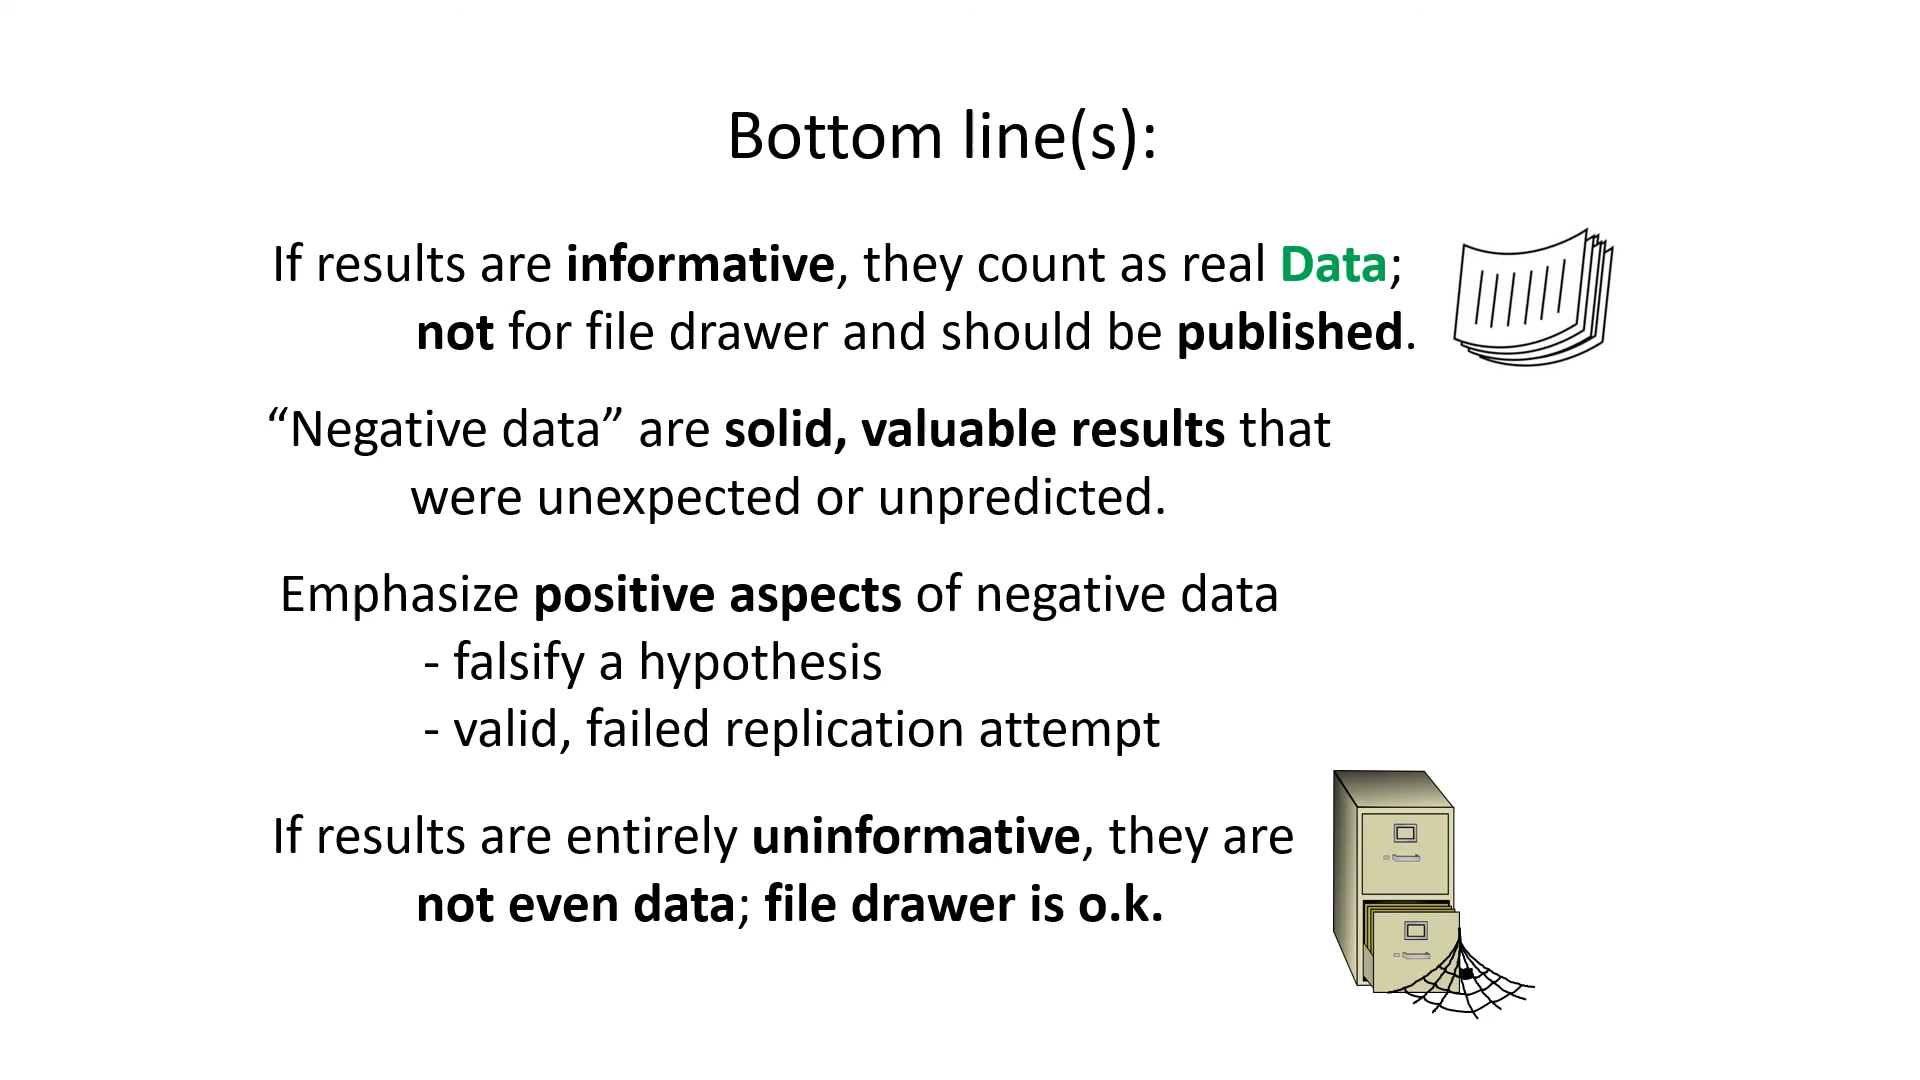 Bottom line(s):
If results are informative, they count as real Data;
not for file drawer and should be published.
“Negative data” are solid, valuable results that
were unexpected or unpredicted.
Emphasize positive aspects of negative data
- falsify a hypothesis
- valid, failed replication attempt
If results are entirely uninformative, they are
not even data; file drawer is o.k.